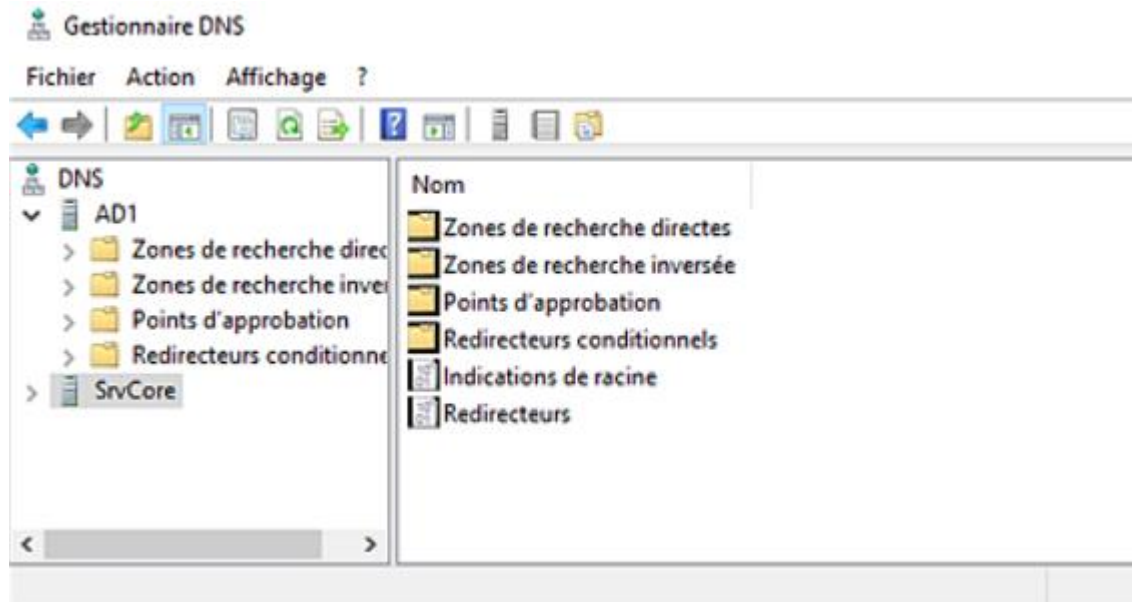 Gestionnaire DNS
Fichier Action Affichage ?
DNS
AD1
Zones de recherche direc
Zones de recherche inver
Points d'approbation
Redirecteurs conditionne
SrvCore
Nom
Zones de recherche directes
Zones de recherche inversée
Points d'approbation
Redirecteurs conditionnels
Indications de racine
Redirecteurs